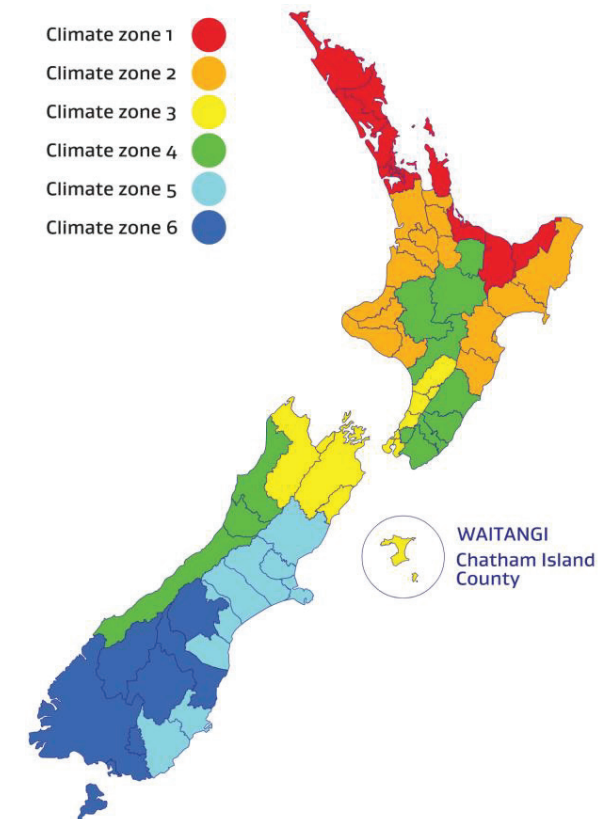 Climate zone 1
Climate zone 2
Climate zone 3
Climate zone 4
Climate zone 5
Climate zone 6
WAITANGI
Chatham Island
County